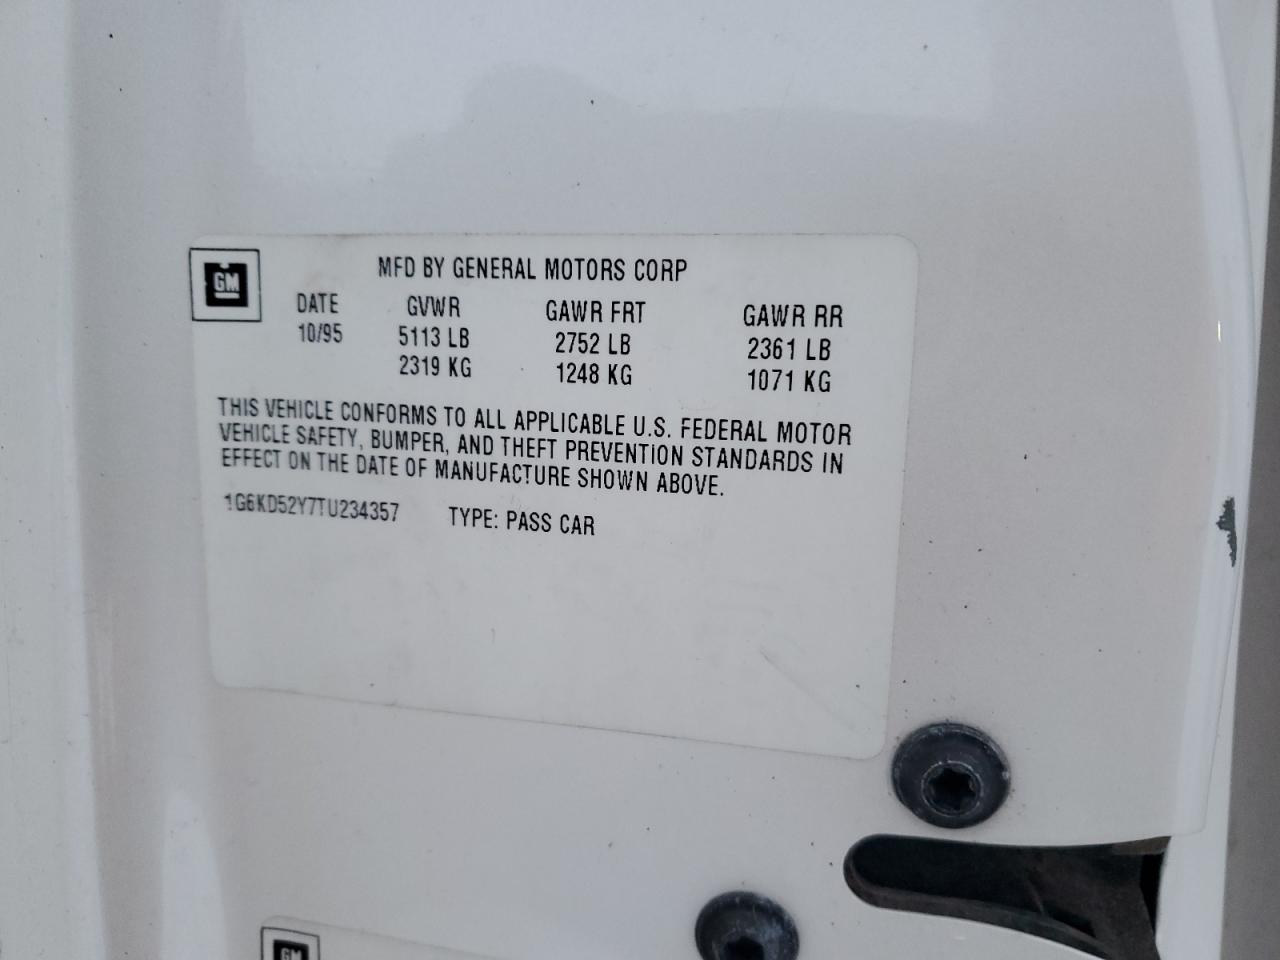 GM
MFD BY GENERAL MOTORS CORP
DATE GVWR GAWR FRT GAWR RR
10/95 5113 LB 2752 LB 2361 LB
2319 KG 1248 KG 1071 KG
THIS VEHICLE CONFORMS TO ALL APPLICABLE U.S. FEDERAL MOTOR
VEHICLE SAFETY, BUMPER, AND THEFT PREVENTION STANDARDS IN
EFFECT ON THE DATE OF MANUFACTURE SHOWN ABOVE.
1G6KD52Y7TU234357 TYPE: PASS CAR
GM